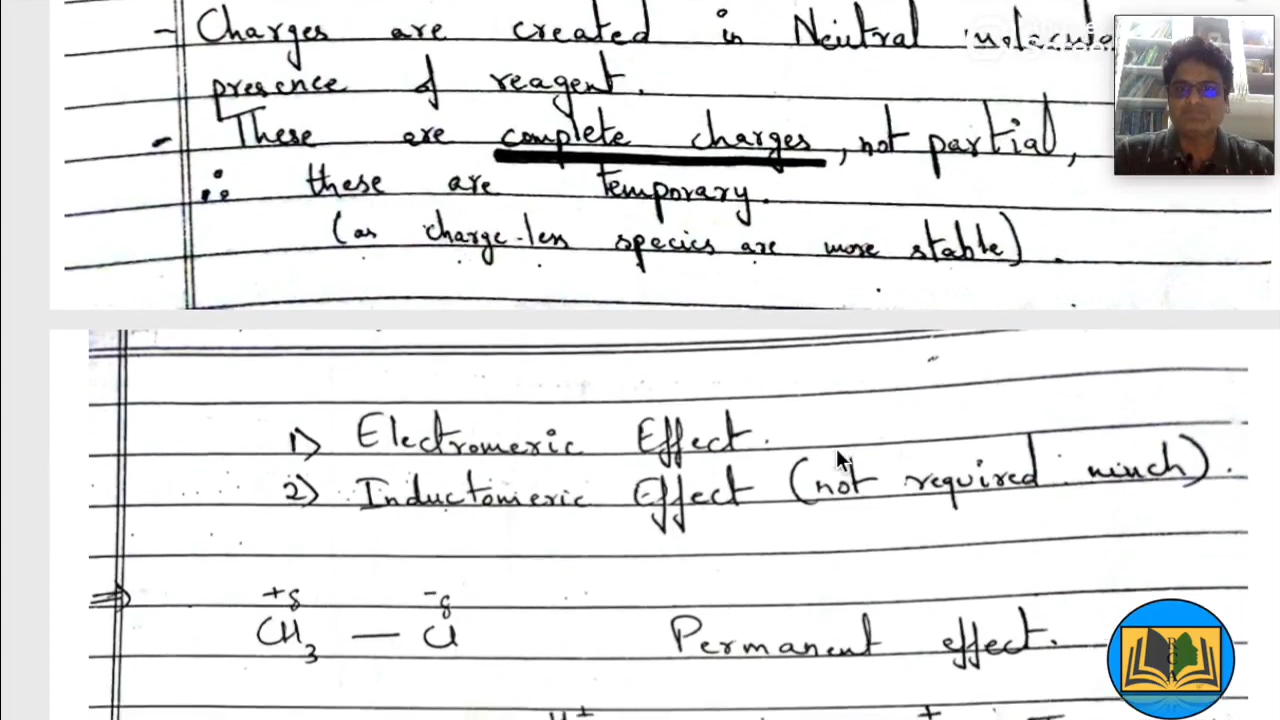 - Charges are created in Neutral
presence of reagent.
- These are complete charges, not partial,
∴ these are temporary.
(as charge-less species are more stable).
1) Electromeric Effect.
2) Inductomeric Effect (not required much).
⇒ +δ -δ
CH3 — Cl Permanent effect.